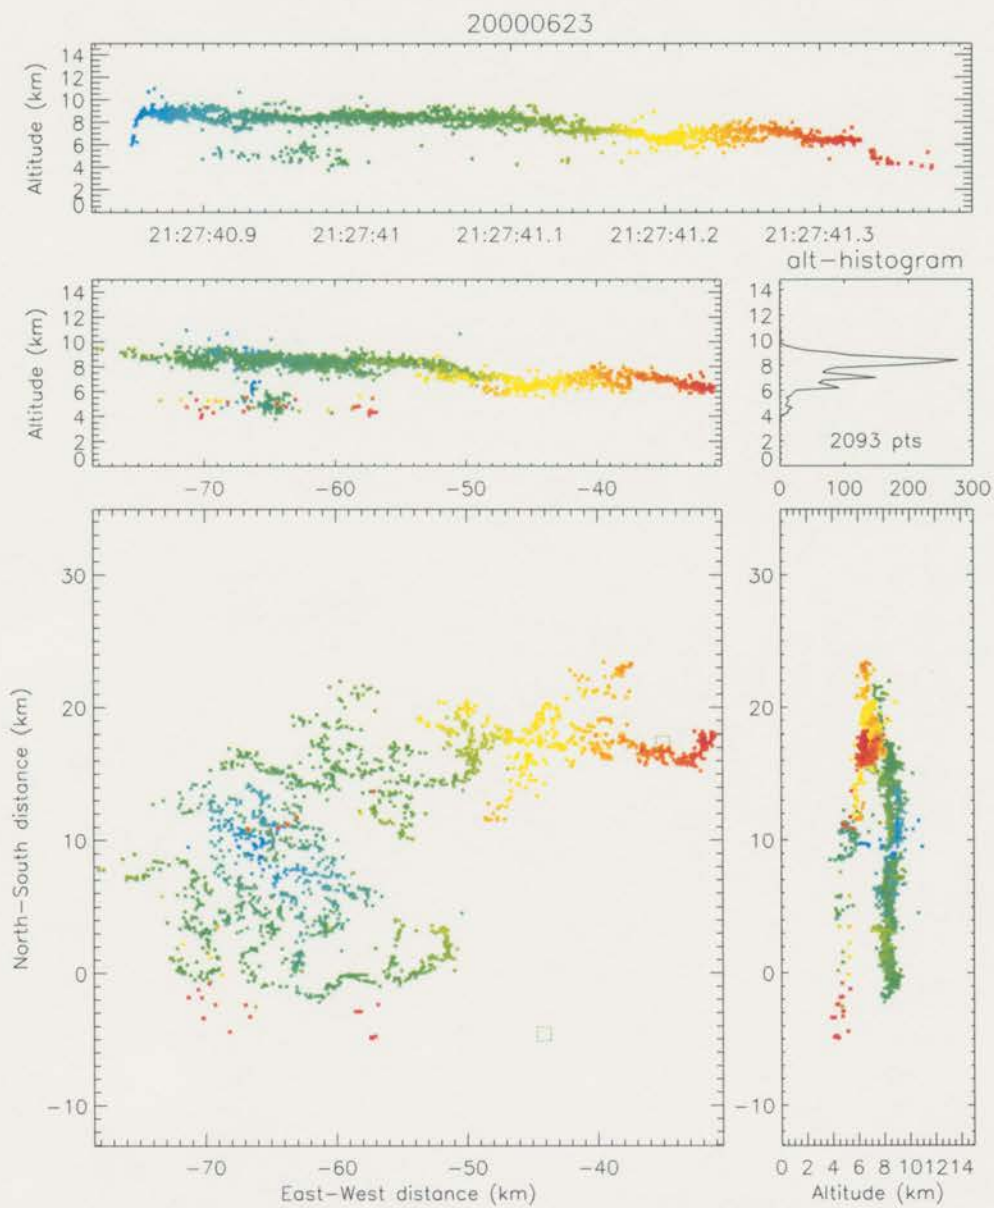 20000623
Altitude (km)
14
12
10
8
6
4
2
0
21:27:40.9 21:27:41 21:27:41.1 21:27:41.2 21:27:41.3
alt-histogram
Altitude (km)
14
12
10
8
6
4
2
0
-70 -60 -50 -40
14
12
10
8
6
4
2
0
2093 pts
0 100 200 300
North-South distance (km)
30
20
10
0
-10
-70 -60 -50 -40
East-West distance (km)
30
20
10
0
-10
0 2 4 6 8 10 12 14
Altitude (km)